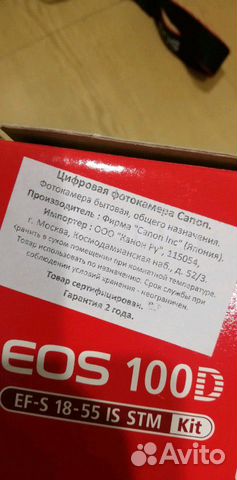 Цифровая фотокамера Canon.
Фотокамера бытовая, общего назначения.
Производитель : Фирма "Canon Inc" (Япония).
Импортер : ООО "Канон Ру", 115054,
г. Москва, Космодамианская наб., д. 52/3.
Хранить в сухом помещении при комнатной температуре.
Товар использовать по назначению. Срок службы при
соблюдении условий хранения - неограничен.
Товар сертифицирован.
Гарантия 2 года.
EOS 100D
EF-S 18-55 IS STM Kit
Avito